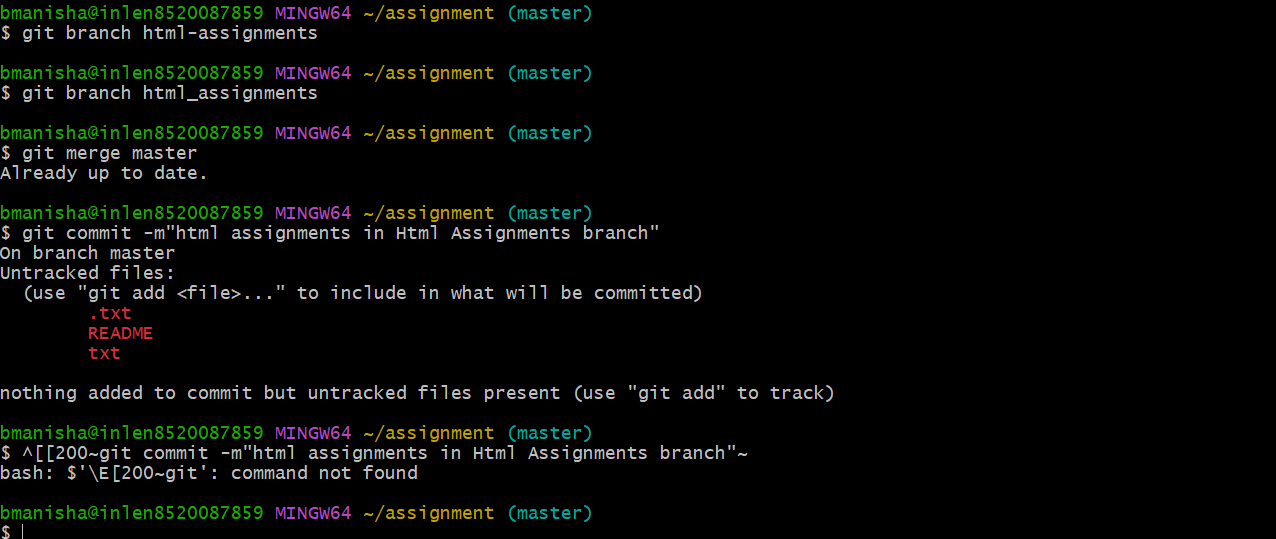 bmanisha@inlen8520087859 MINGW64 ~/assignment (master)
$ git branch html-assignments
bmanisha@inlen8520087859 MINGW64 ~/assignment (master)
$ git branch html_assignments
bmanisha@inlen8520087859 MINGW64 ~/assignment (master)
$ git merge master
Already up to date.
bmanisha@inlen8520087859 MINGW64 ~/assignment (master)
$ git commit -m"html assignments in Html Assignments branch"
On branch master
Untracked files:
  (use "git add <file>..." to include in what will be committed)
        .txt
        README
        txt
nothing added to commit but untracked files present (use "git add" to track)
bmanisha@inlen8520087859 MINGW64 ~/assignment (master)
$ ^[[200~git commit -m"html assignments in Html Assignments branch"~
bash: $'\E[200~git': command not found
bmanisha@inlen8520087859 MINGW64 ~/assignment (master)
$